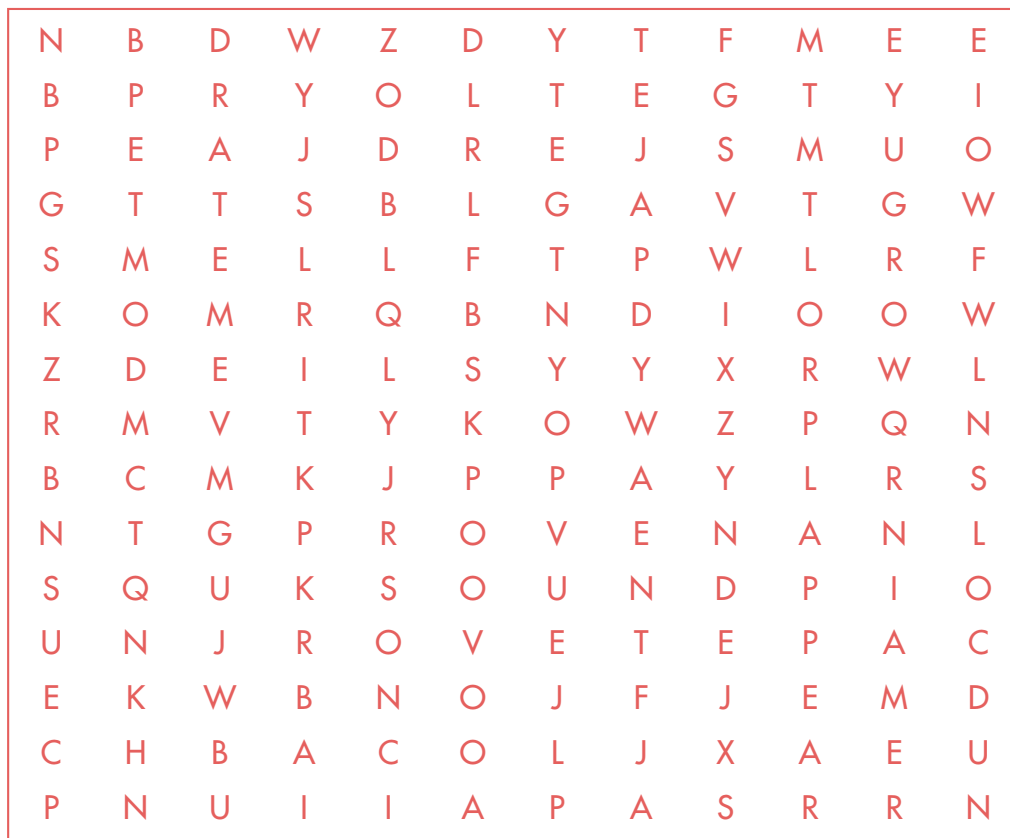 N B D W Z D Y T F M E E
B P R Y O L T E G T Y I
P E A J D R E J S M U O
G T T S B L G A V T G W
S M E L L F T P W L R F
K O M R Q B N D I O O W
Z D E I L S Y Y X R W L
R M V T Y K O W Z P Q N
B C M K J P P A Y L R S
N T G P R O V E N A N L
S Q U K S O U N D P I O
U N J R O V E T E P A C
E K W B N O J F J E M D
C H B A C O L J X A E U
P N U I I A P A S R R N